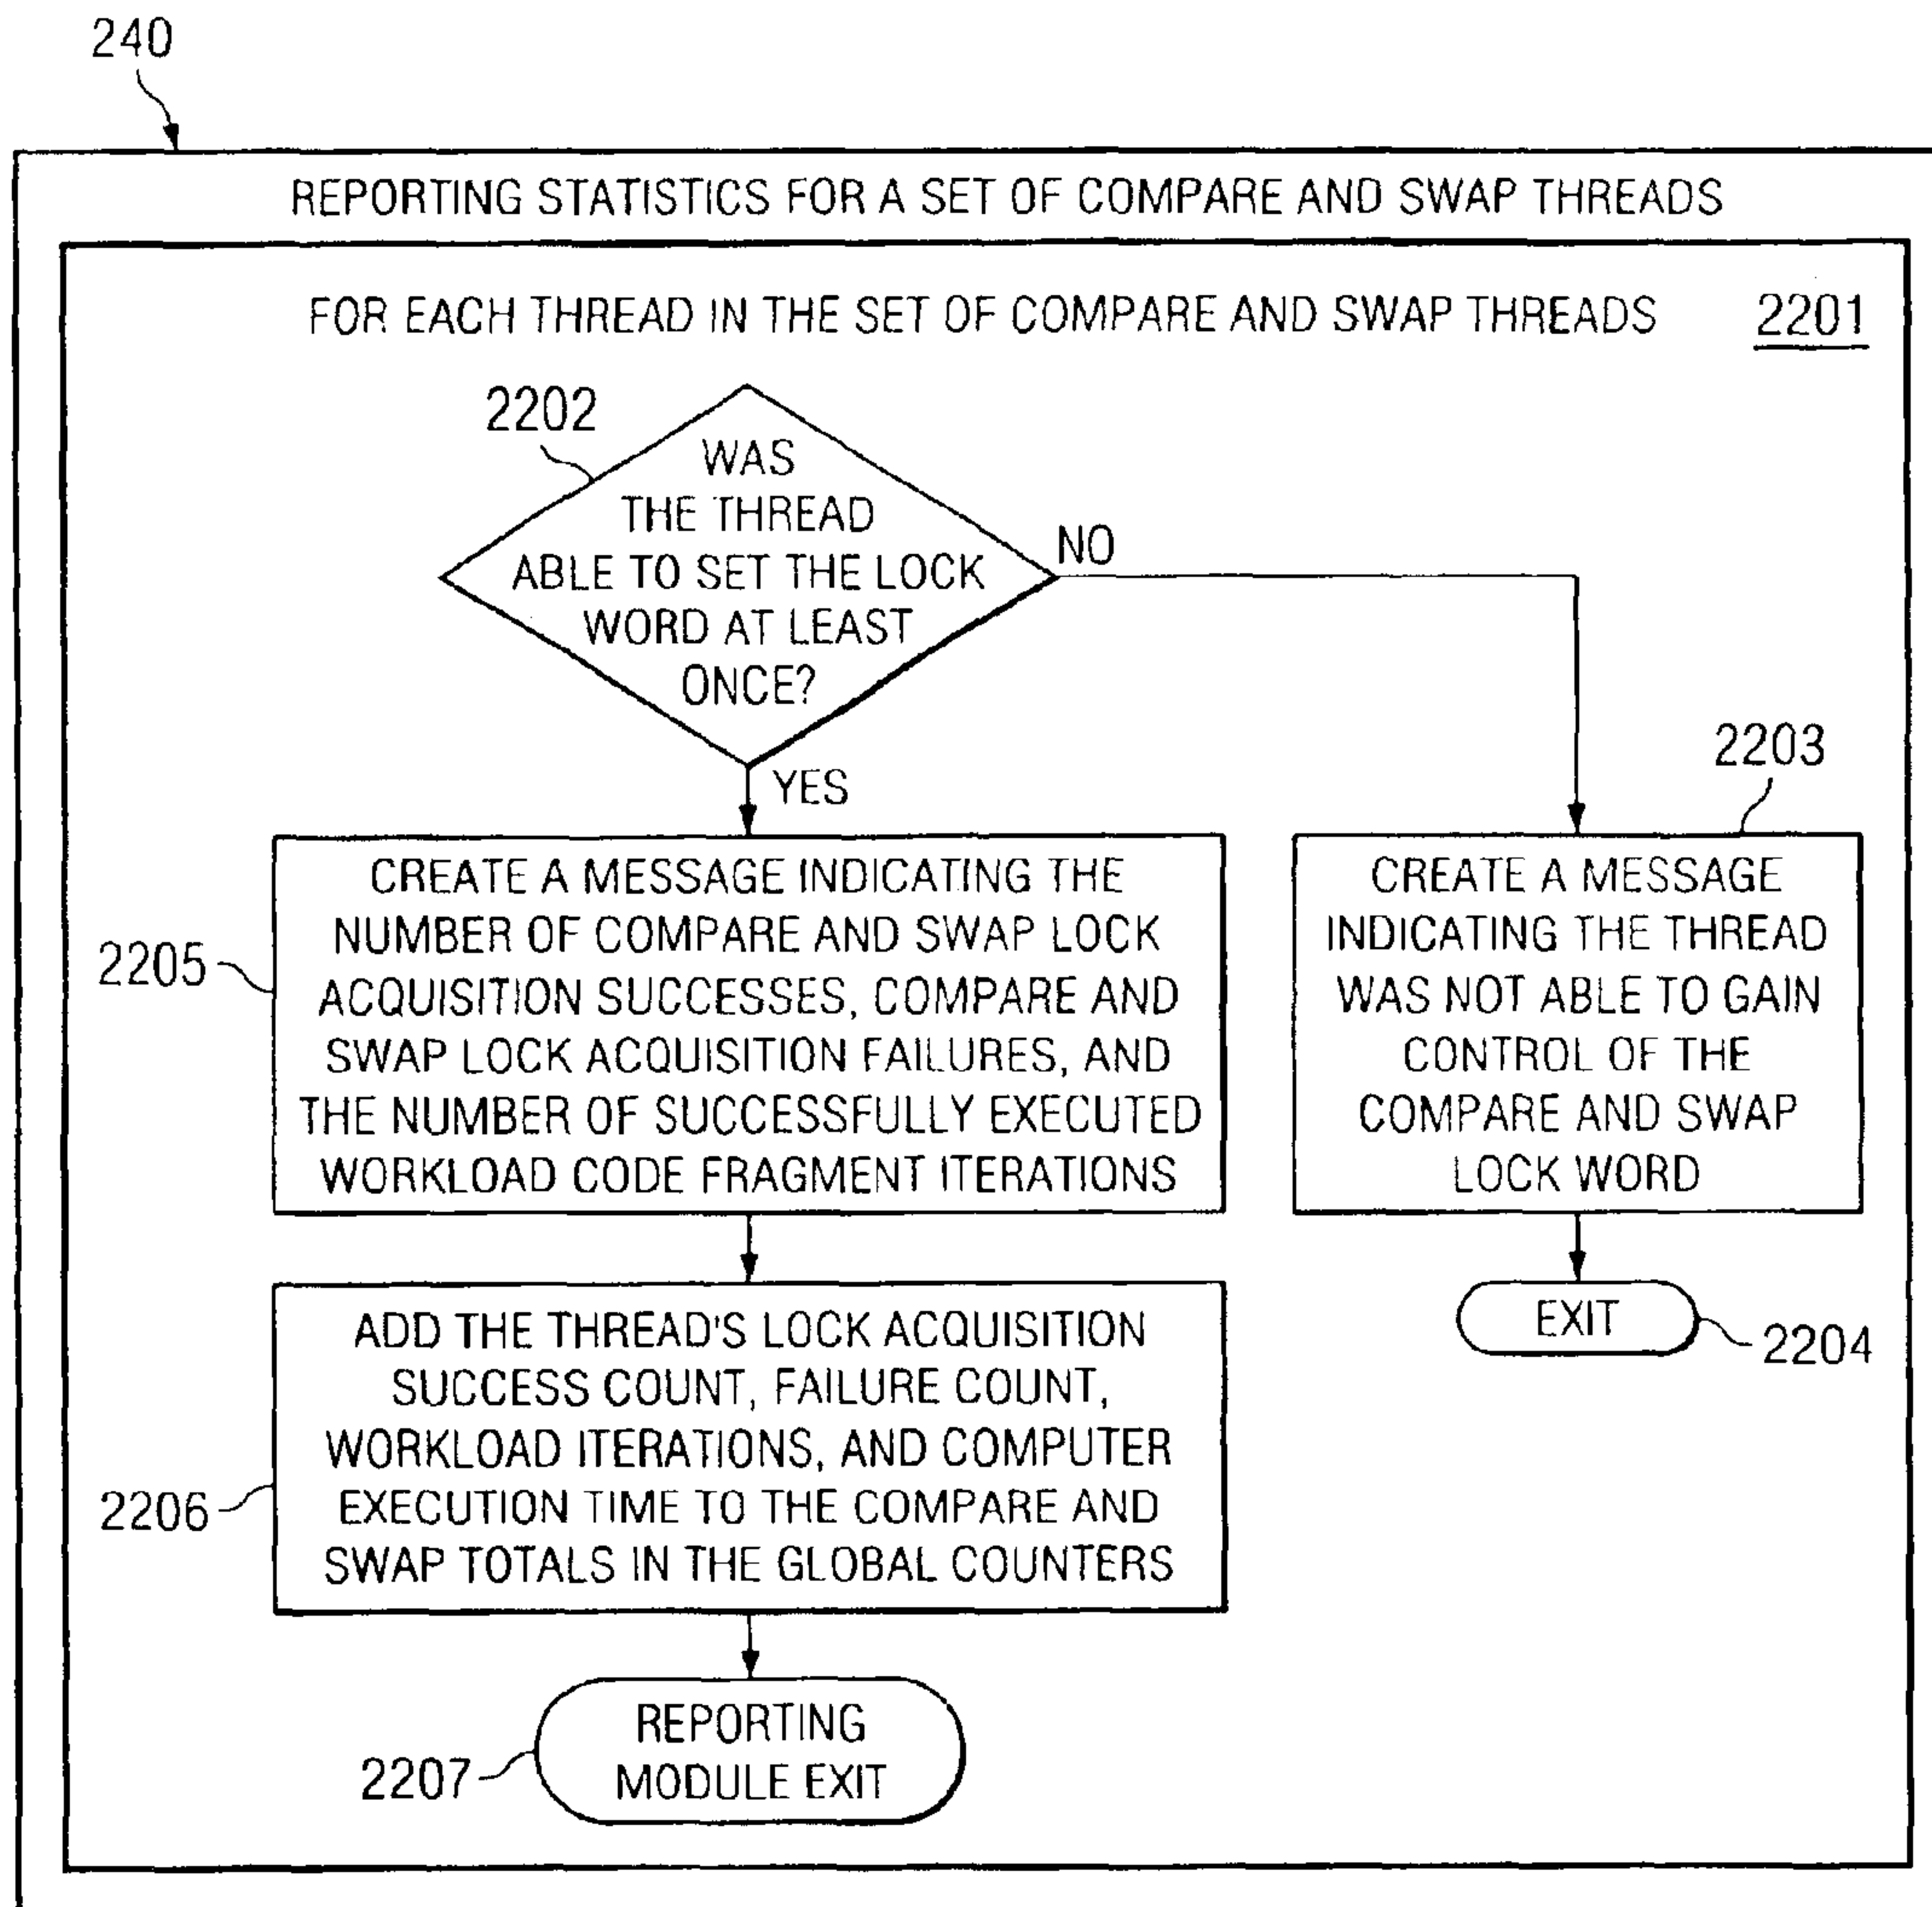 240
REPORTING STATISTICS FOR A SET OF COMPARE AND SWAP THREADS
FOR EACH THREAD IN THE SET OF COMPARE AND SWAP THREADS
2201
2202
WAS
THE THREAD
ABLE TO SET THE LOCK
WORD AT LEAST
ONCE?
NO
YES
2205
CREATE A MESSAGE INDICATING THE
NUMBER OF COMPARE AND SWAP LOCK
ACQUISITION SUCCESSES, COMPARE AND
SWAP LOCK ACQUISITION FAILURES, AND
THE NUMBER OF SUCCESSFULLY EXECUTED
WORKLOAD CODE FRAGMENT ITERATIONS
2203
CREATE A MESSAGE
INDICATING THE THREAD
WAS NOT ABLE TO GAIN
CONTROL OF THE
COMPARE AND SWAP
LOCK WORD
EXIT
2204
2206
ADD THE THREAD'S LOCK ACQUISITION
SUCCESS COUNT, FAILURE COUNT,
WORKLOAD ITERATIONS, AND COMPUTER
EXECUTION TIME TO THE COMPARE AND
SWAP TOTALS IN THE GLOBAL COUNTERS
2207
REPORTING
MODULE EXIT